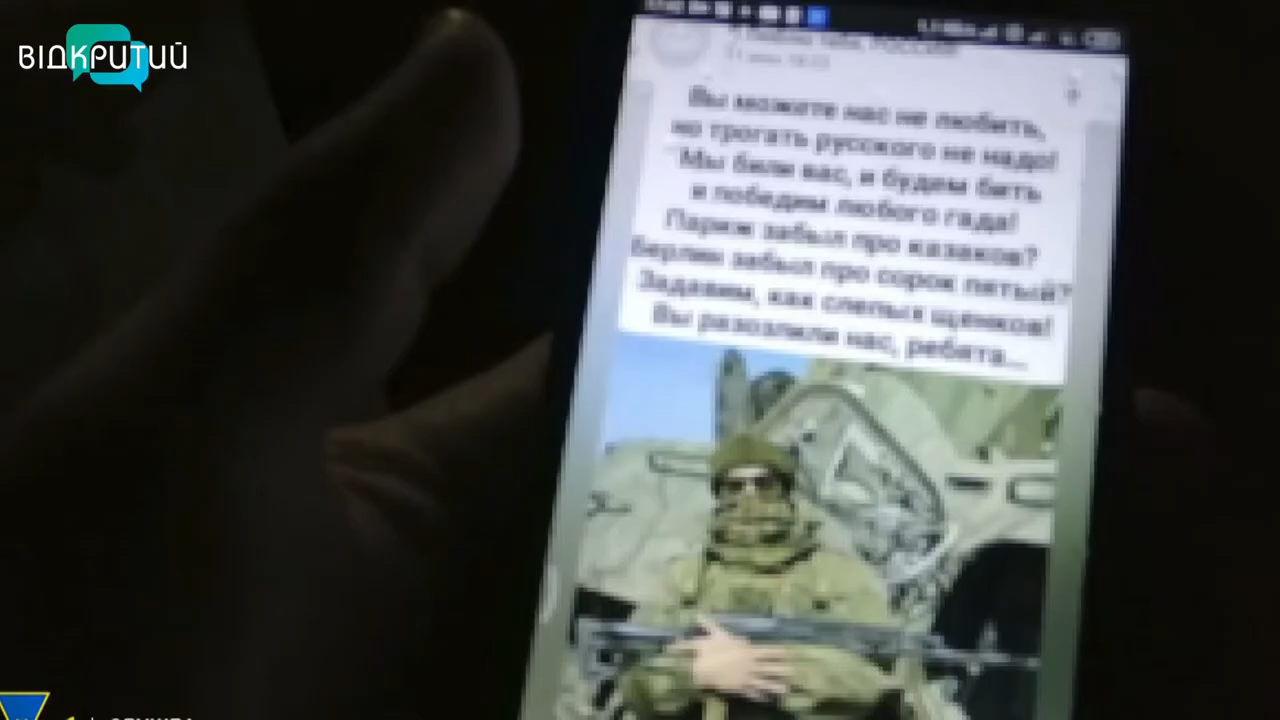 ВІДКРИТИЙ
Вы можете нас не любить,
но трогать русского не надо!
Мы били вас, и будем бить
и победим любого гада!
Париж забыл про казаков?
Берлин забыл про сорок пятый?
Задавим, как слепых щенков!
Вы разозлили нас, ребята...